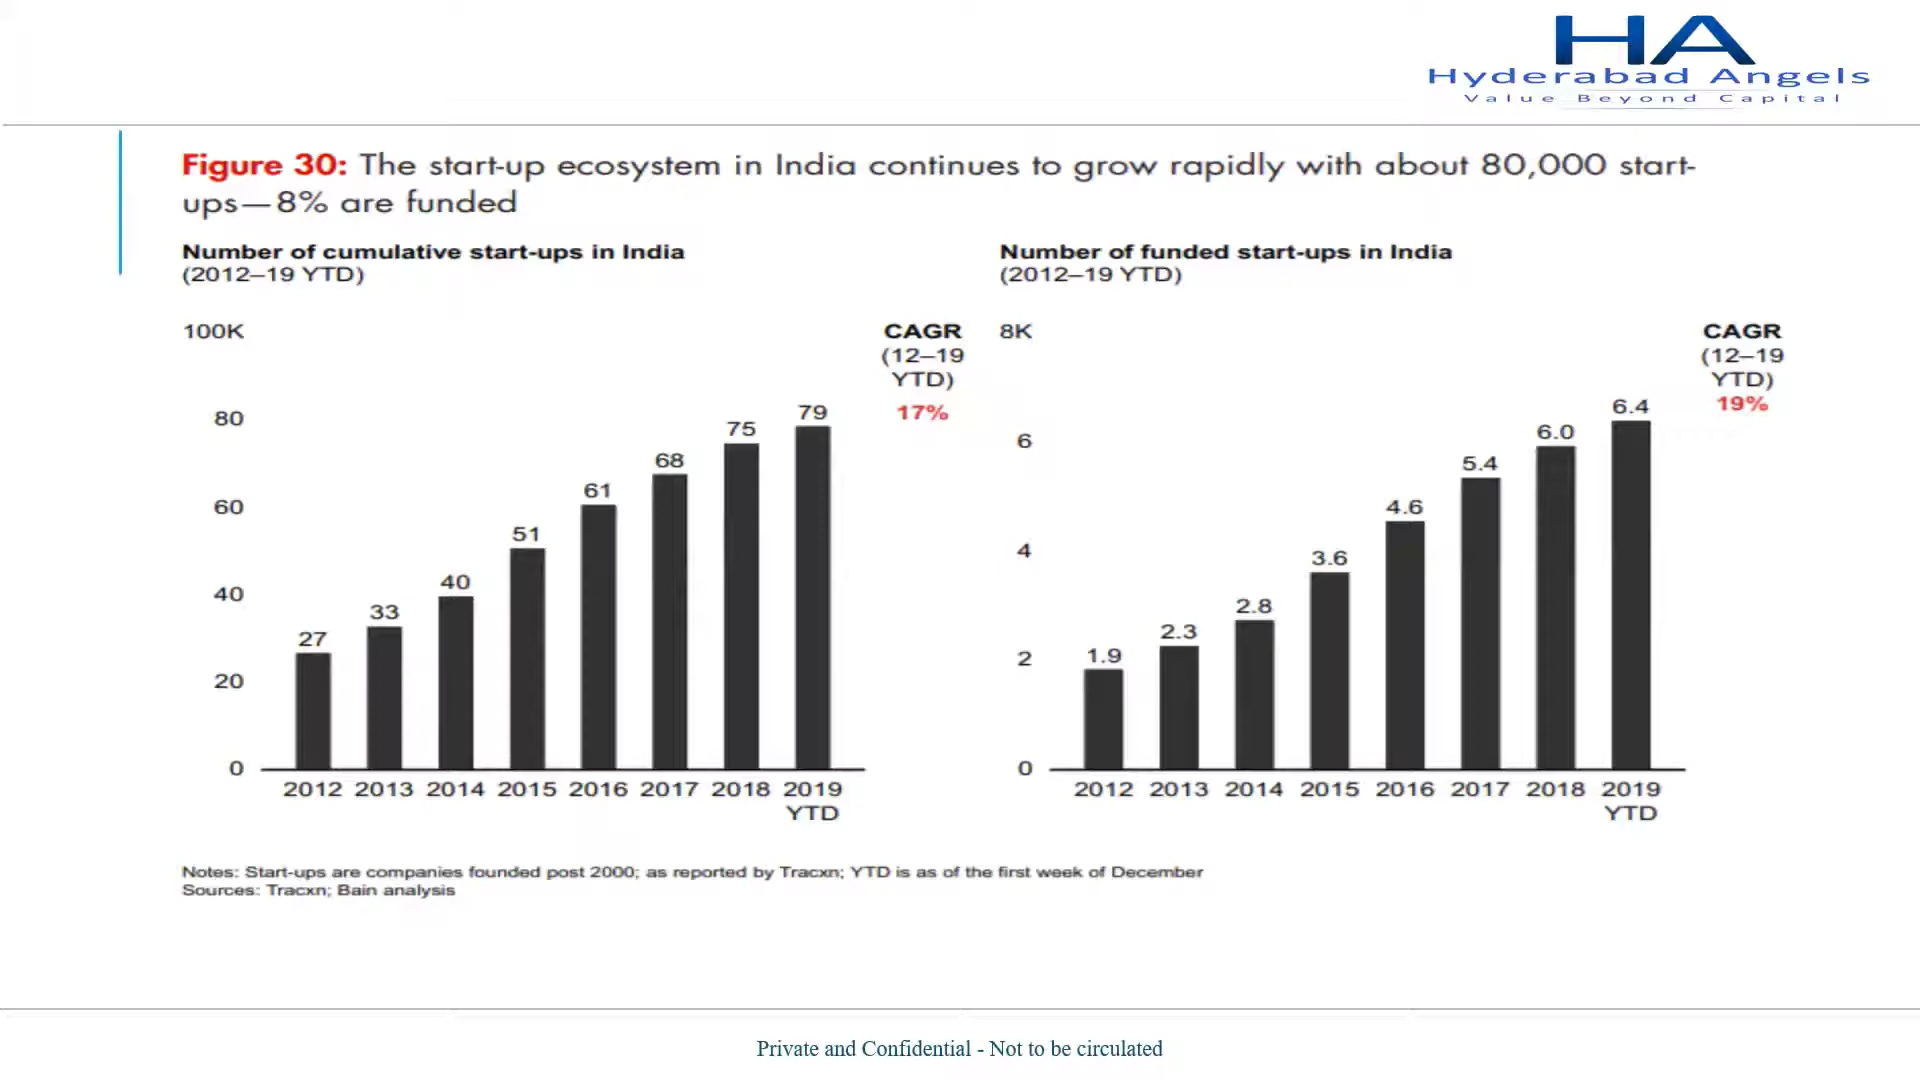 HA
Hyderabad Angels
Value Beyond Capital
Figure 30: The start-up ecosystem in India continues to grow rapidly with about 80,000 start-
ups—8% are funded
Number of cumulative start-ups in India
(2012–19 YTD)
100K
80
60
40
20
0
27
33
40
51
61
68
75
79
2012 2013 2014 2015 2016 2017 2018 2019
YTD
CAGR
(12–19
YTD)
17%
Number of funded start-ups in India
(2012–19 YTD)
8K
6
4
2
0
1.9
2.3
2.8
3.6
4.6
5.4
6.0
6.4
2012 2013 2014 2015 2016 2017 2018 2019
YTD
CAGR
(12–19
YTD)
19%
Notes: Start-ups are companies founded post 2000; as reported by Tracxn; YTD is as of the first week of December
Sources: Tracxn; Bain analysis
Private and Confidential - Not to be circulated